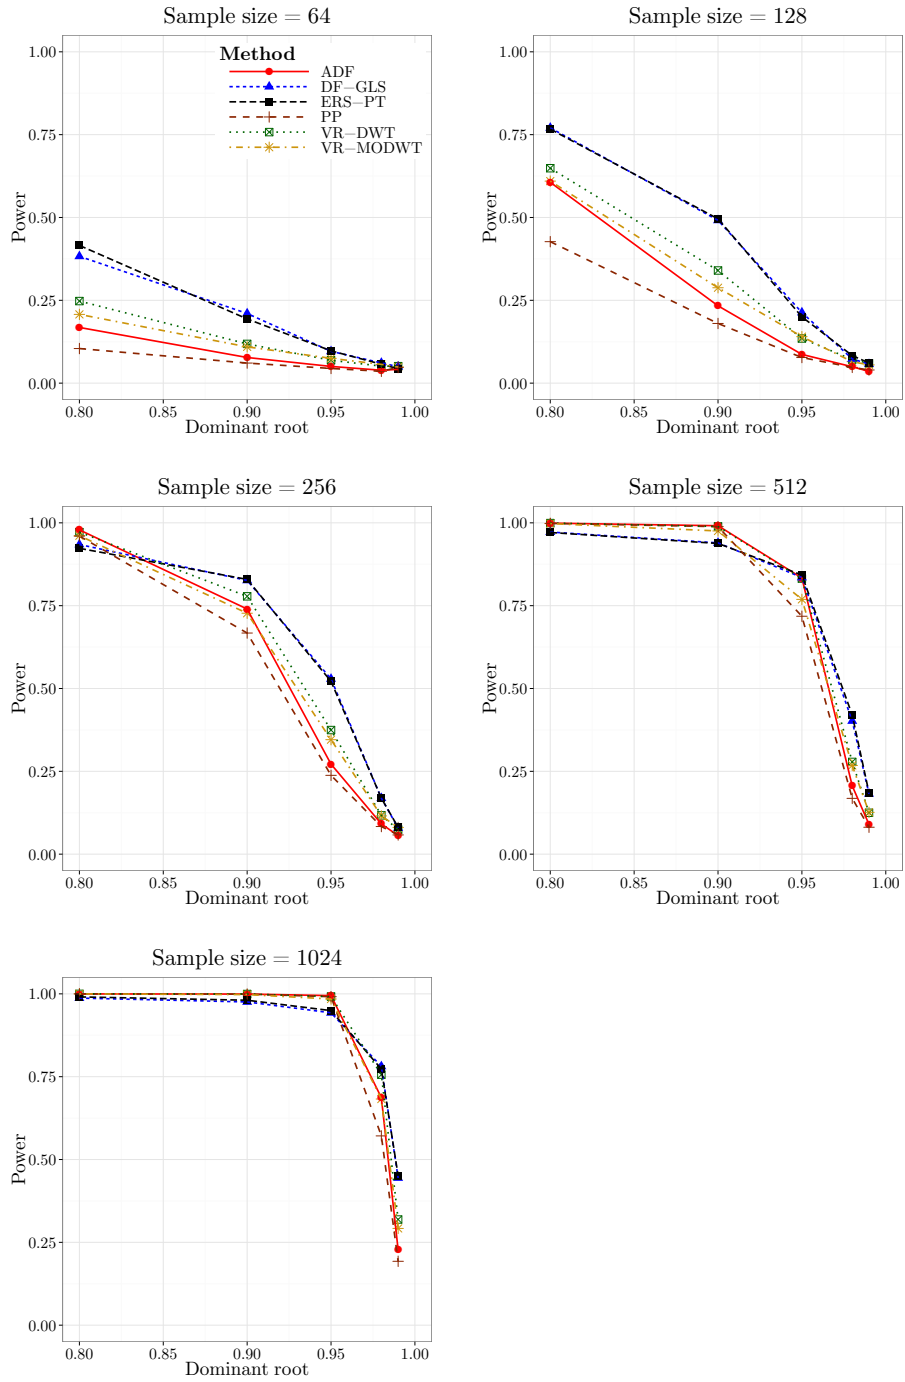 Sample size = 64
Method
ADF
DF−GLS
ERS−PT
PP
VR−DWT
VR−MODWT
1.00
0.75
0.50
0.25
0.00
Power
0.80 0.85 0.90 0.95 1.00
Dominant root
Sample size = 128
1.00
0.75
0.50
0.25
0.00
Power
0.80 0.85 0.90 0.95 1.00
Dominant root
Sample size = 256
1.00
0.75
0.50
0.25
0.00
Power
0.80 0.85 0.90 0.95 1.00
Dominant root
Sample size = 512
1.00
0.75
0.50
0.25
0.00
Power
0.80 0.85 0.90 0.95 1.00
Dominant root
Sample size = 1024
1.00
0.75
0.50
0.25
0.00
Power
0.80 0.85 0.90 0.95 1.00
Dominant root